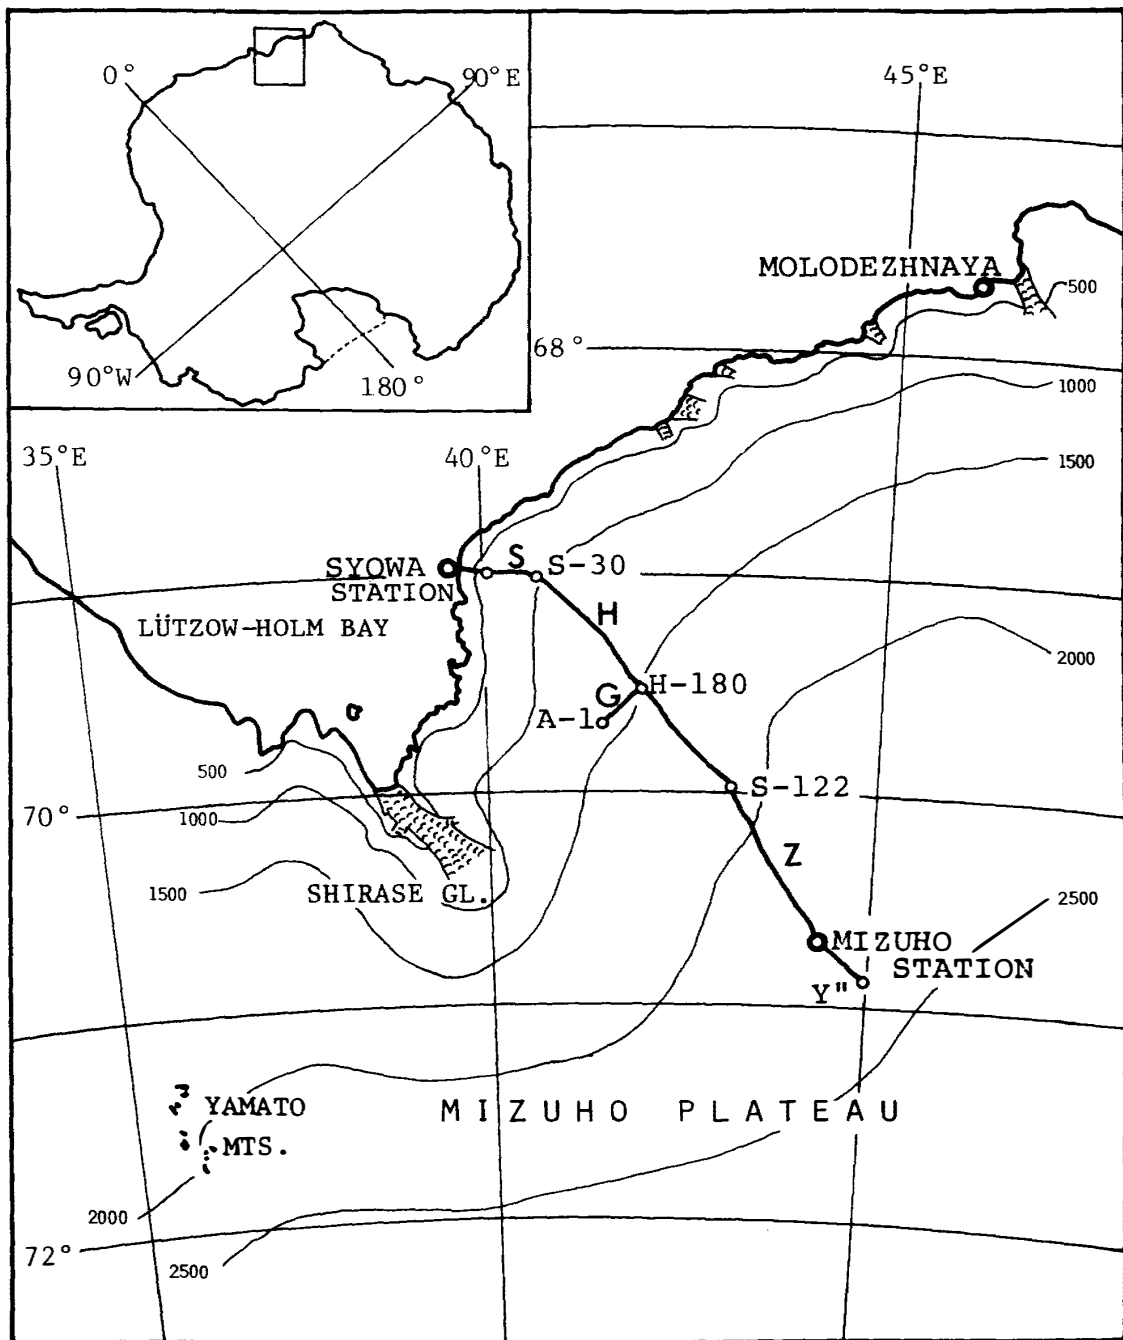 0°
90°E
90°W
180°
45°E
MOLODEZHNAYA
500
68°
1000
35°E
40°E
1500
SYOWA
STATION
S
S-30
LÜTZOW-HOLM BAY
H
2000
H-180
G
A-1
500
S-122
70°
1000
Z
1500
SHIRASE GL.
2500
MIZUHO
STATION
Y"
YAMATO
MTS.
MIZUHO PLATEAU
2000
72°
2500